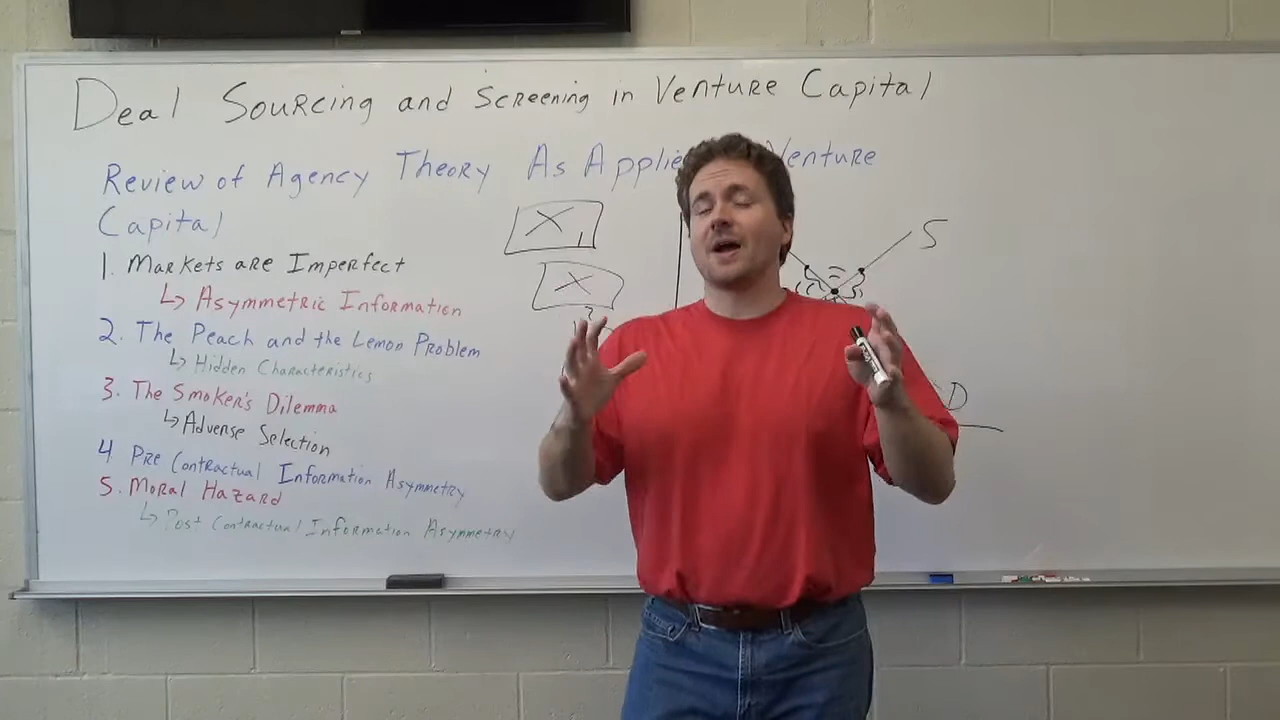 Deal Sourcing and Screening in Venture Capital
Review of Agency Theory As Applie Venture
Capital
1. Markets are Imperfect
↳ Asymmetric Information
2. The Peach and the Lemon Problem
↳ Hidden Characteristics
3. The Smoker's Dilemma
↳ Adverse Selection
4 Pre Contractual Information Asymmetry
5. Moral Hazard
↳ Post Contractual Information Asymmetry
X1
X2
S
D